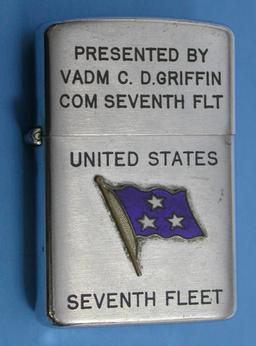 PRESENTED BY
VADM C. D.GRIFFIN
COM SEVENTH FLT
UNITED STATES
SEVENTH FLEET